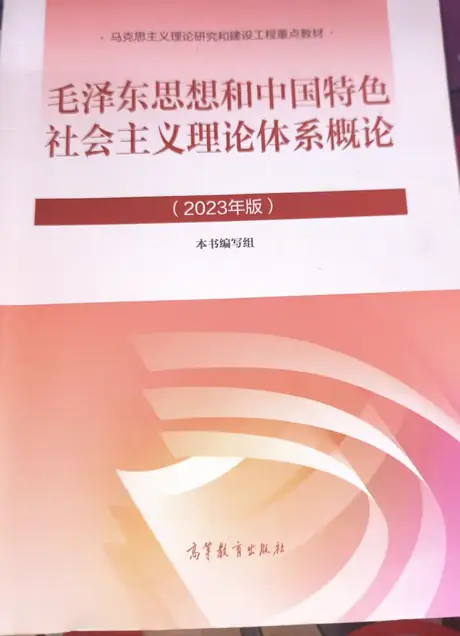 · 马克思主义理论研究和建设工程重点教材 ·
毛泽东思想和中国特色
社会主义理论体系概论
（2023年版）
本书编写组
高等教育出版社